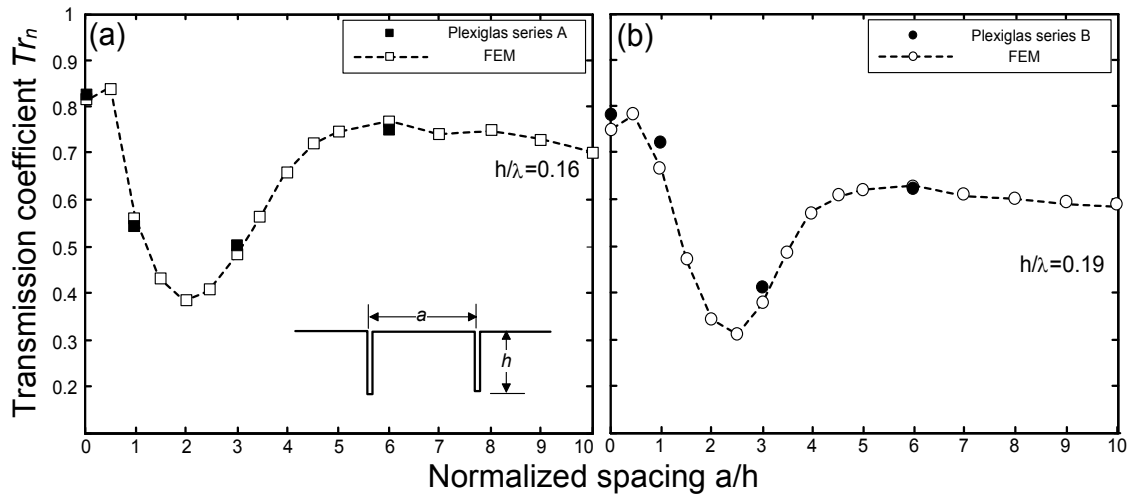 Transmission coefficient Tr_n
1
0.9
0.8
0.7
0.6
0.5
0.4
0.3
0.2
(a)
Plexiglas series A
FEM
h/λ=0.16
a
h
0 1 2 3 4 5 6 7 8 9 10
(b)
Plexiglas series B
FEM
h/λ=0.19
0 1 2 3 4 5 6 7 8 9 10
Normalized spacing a/h